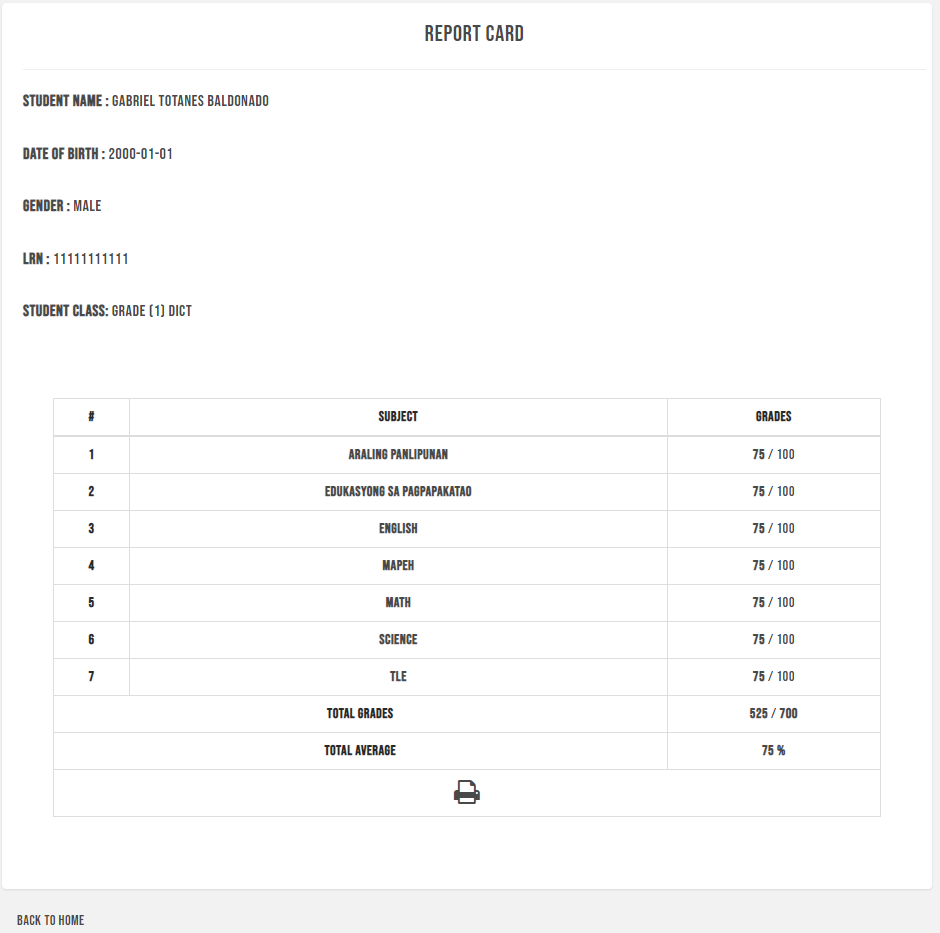 REPORT CARD
STUDENT NAME : GABRIEL TOTANES BALDONADO
DATE OF BIRTH : 2000-01-01
GENDER : MALE
LRN : 11111111111
STUDENT CLASS: GRADE (1) DICT
# SUBJECT GRADES
1 ARALING PANLIPUNAN 75 / 100
2 EDUKASYONG SA PAGPAPAKATAO 75 / 100
3 ENGLISH 75 / 100
4 MAPEH 75 / 100
5 MATH 75 / 100
6 SCIENCE 75 / 100
7 TLE 75 / 100
TOTAL GRADES 525 / 700
TOTAL AVERAGE 75 %
BACK TO HOME